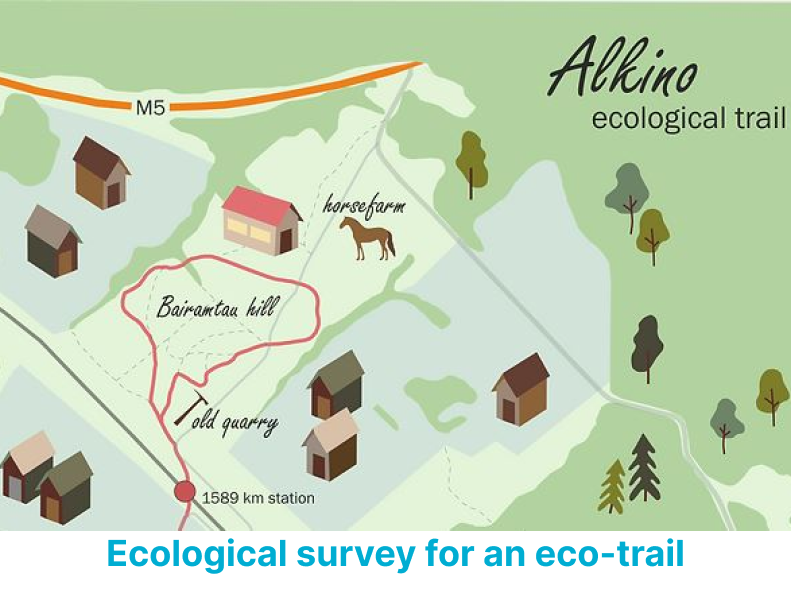 Alkino
ecological trail
M5
horsefarm
Bairamtau hill
old quarry
1589 km station
Ecological survey for an eco-trail